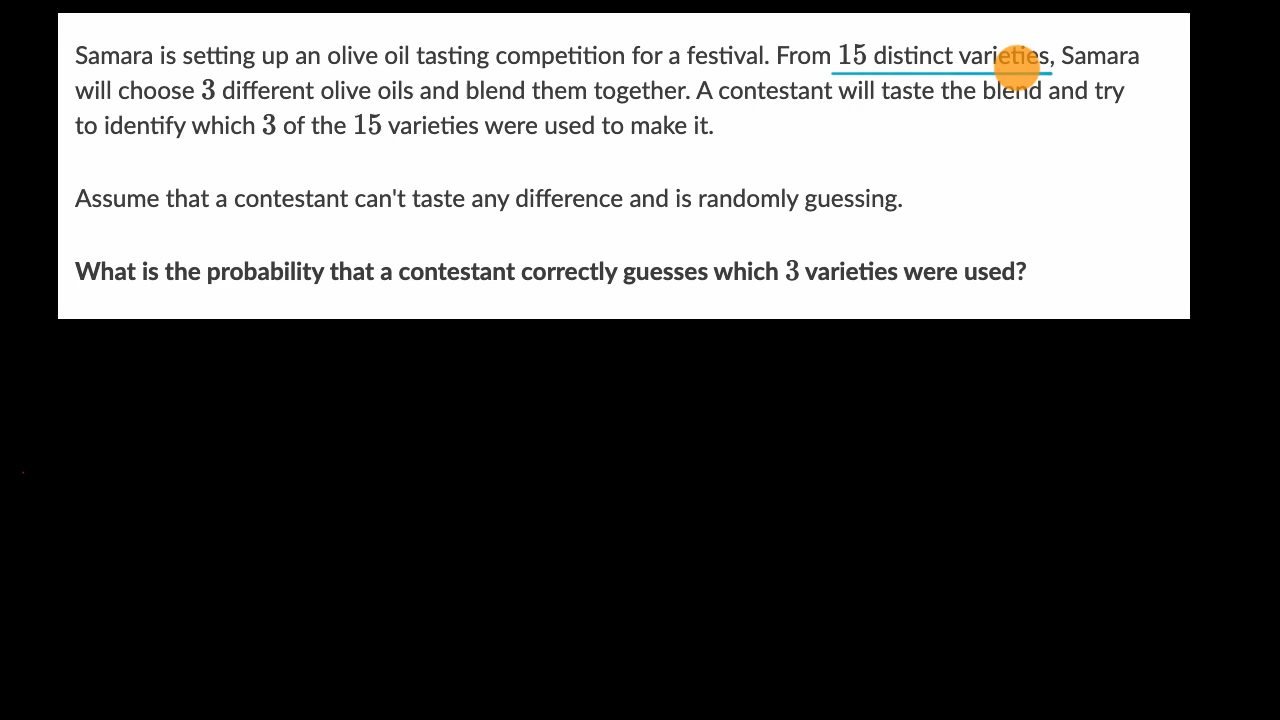 Samara is setting up an olive oil tasting competition for a festival. From 15 distinct varieties, Samara
will choose 3 different olive oils and blend them together. A contestant will taste the blend and try
to identify which 3 of the 15 varieties were used to make it.
Assume that a contestant can't taste any difference and is randomly guessing.
What is the probability that a contestant correctly guesses which 3 varieties were used?